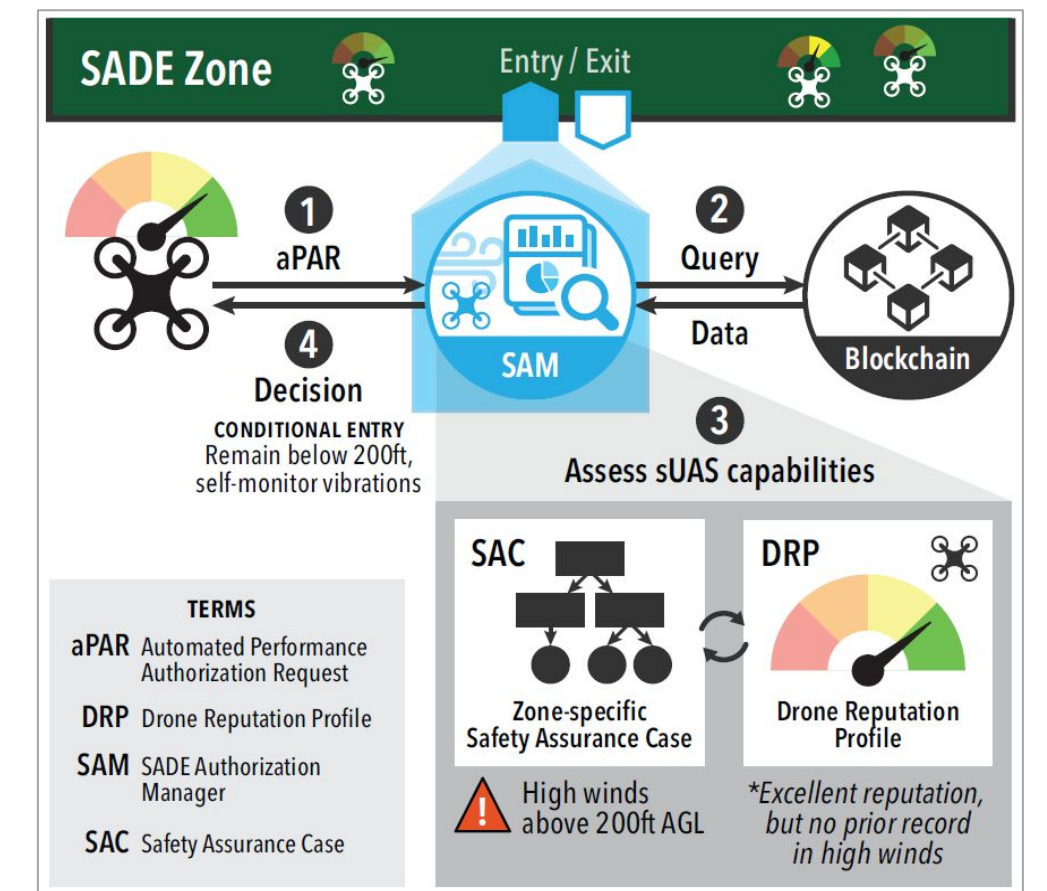 SADE Zone
Entry / Exit
1
aPAR
2
Query
4
Decision
CONDITIONAL ENTRY
Remain below 200ft,
self-monitor vibrations
SAM
Data
Blockchain
3
Assess sUAS capabilities
SAC
Zone-specific
Safety Assurance Case
!
High winds
above 200ft AGL
DRP
Drone Reputation
Profile
*Excellent reputation,
but no prior record
in high winds
TERMS
aPAR Automated Performance
Authorization Request
DRP Drone Reputation Profile
SAM SADE Authorization
Manager
SAC Safety Assurance Case